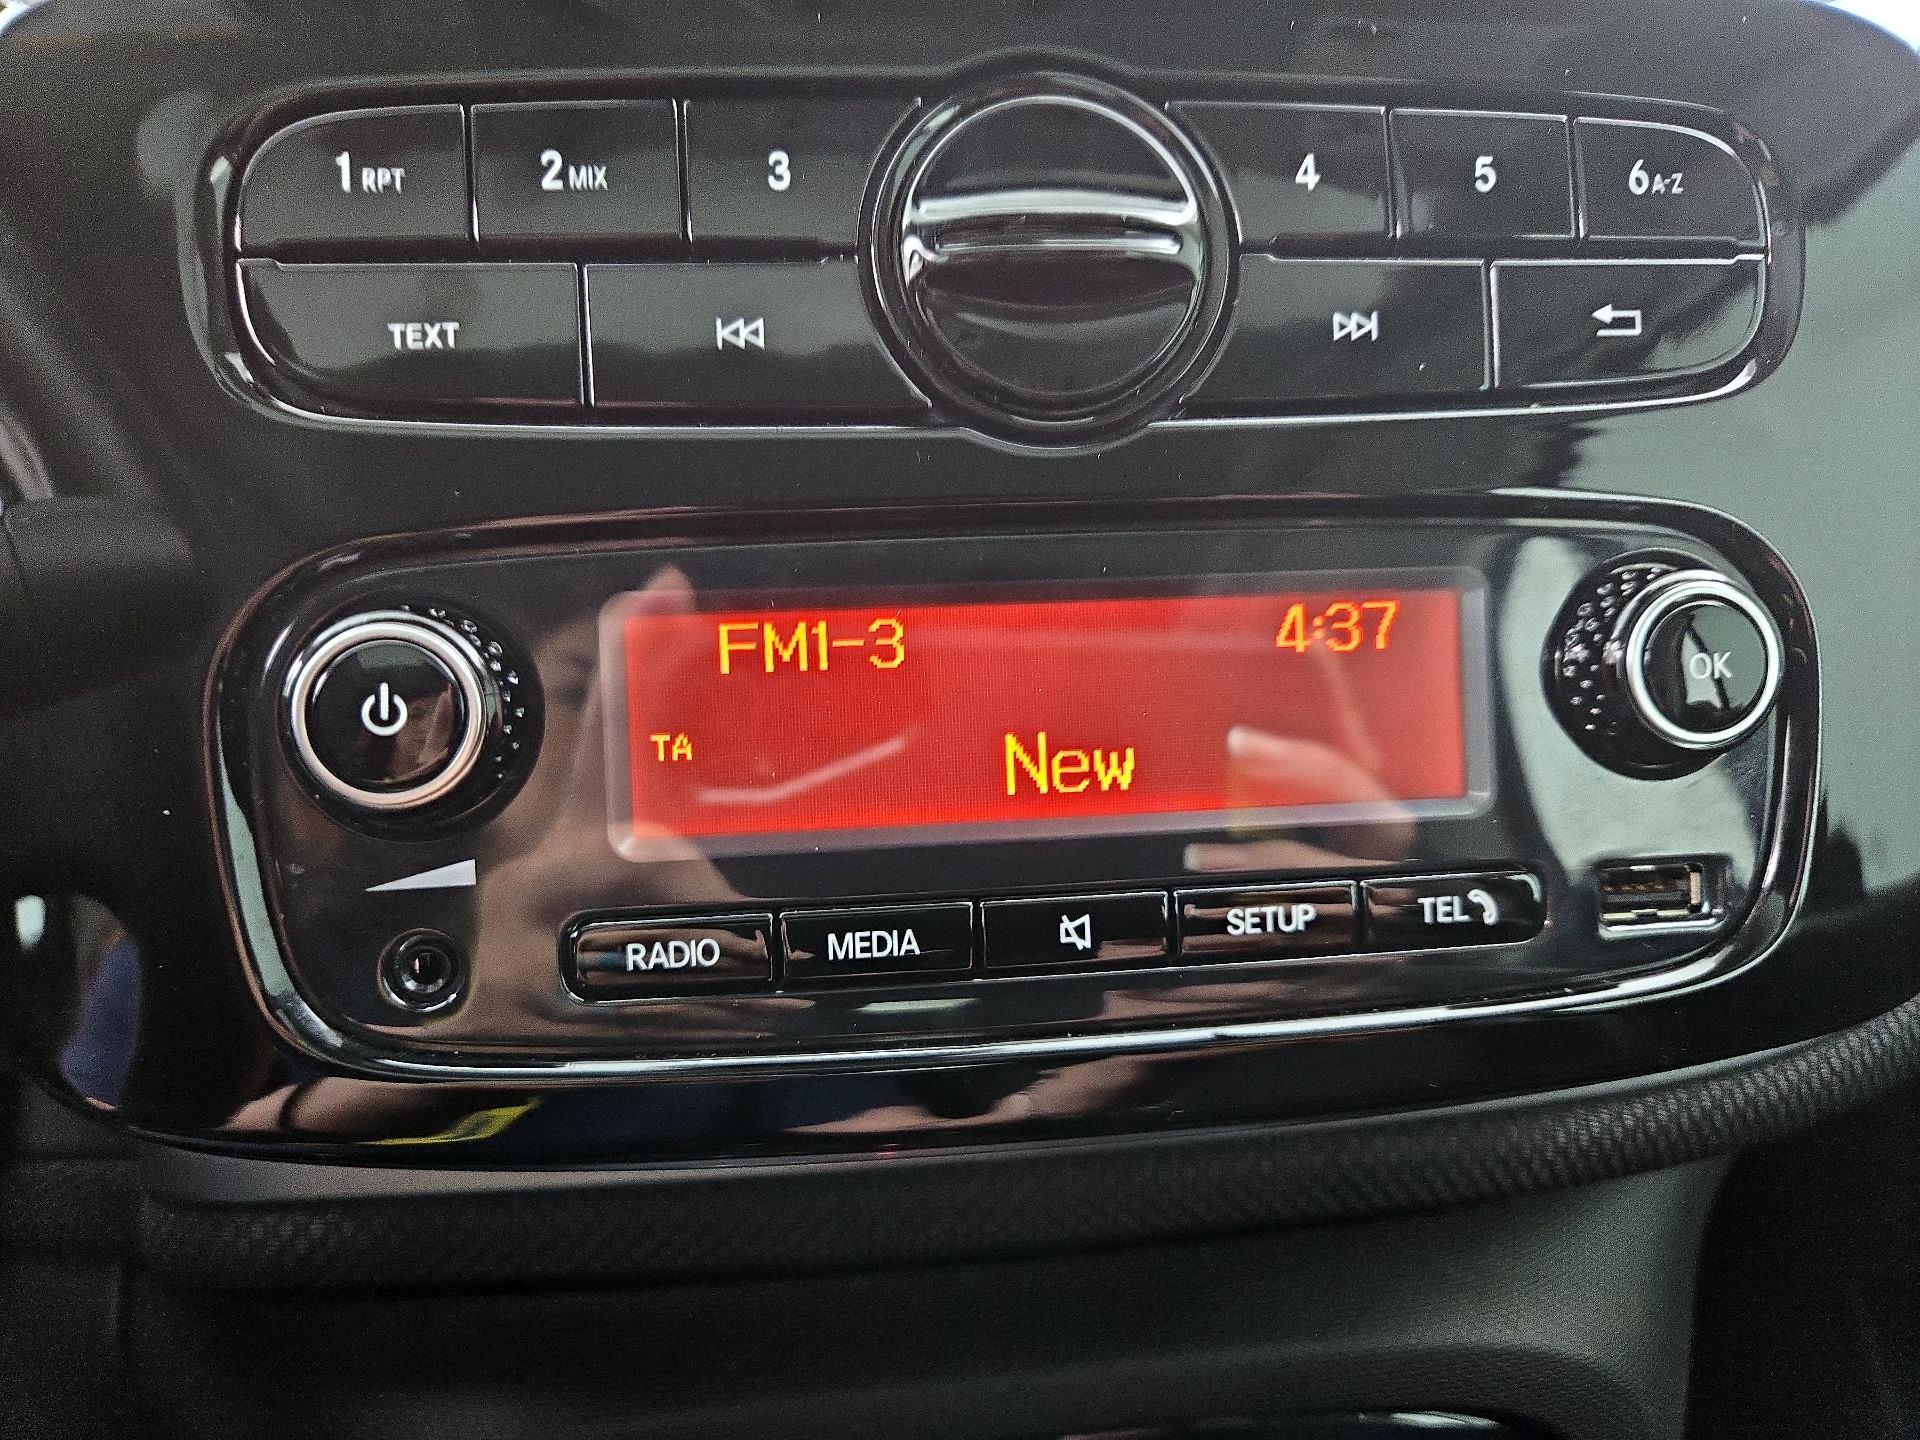 1 RPT 2 MIX 3 4 5 6 A-Z
TEXT
FM1-3 4:37
TA New
OK
RADIO MEDIA SETUP TEL